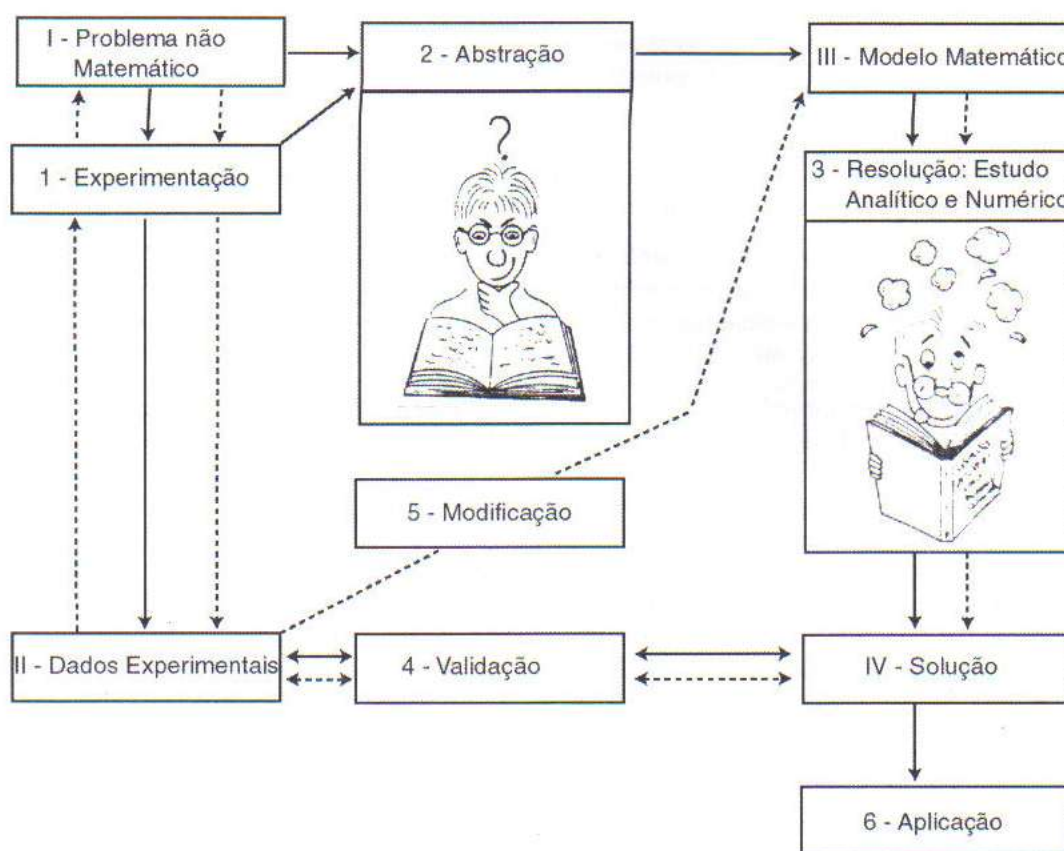 I - Problema não
Matemático
2 - Abstração
III - Modelo Matemático
1 - Experimentação
3 - Resolução: Estudo
Analítico e Numérico
?
5 - Modificação
II - Dados Experimentais
4 - Validação
IV - Solução
6 - Aplicação